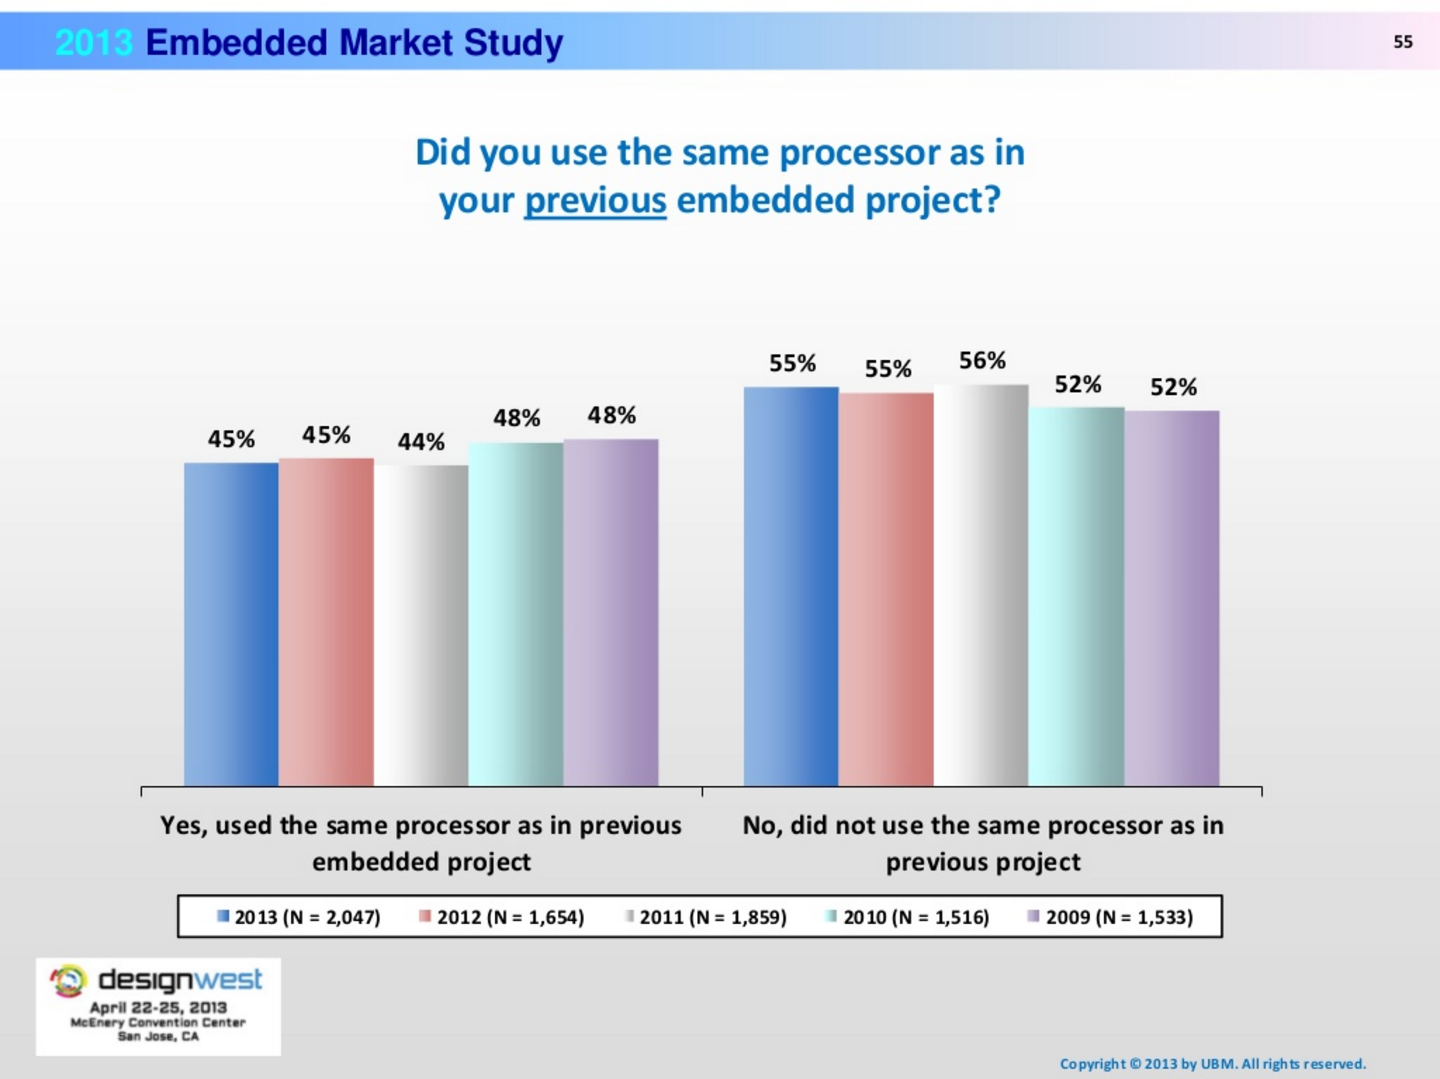 2013 Embedded Market Study
55
Did you use the same processor as in
your previous embedded project?
45%
45%
44%
48%
48%
55%
55%
56%
52%
52%
Yes, used the same processor as in previous
embedded project
No, did not use the same processor as in
previous project
2013 (N = 2,047) 2012 (N = 1,654) 2011 (N = 1,859) 2010 (N = 1,516) 2009 (N = 1,533)
designwest
April 22-25, 2013
McEnery Convention Center
San Jose, CA
Copyright © 2013 by UBM. All rights reserved.